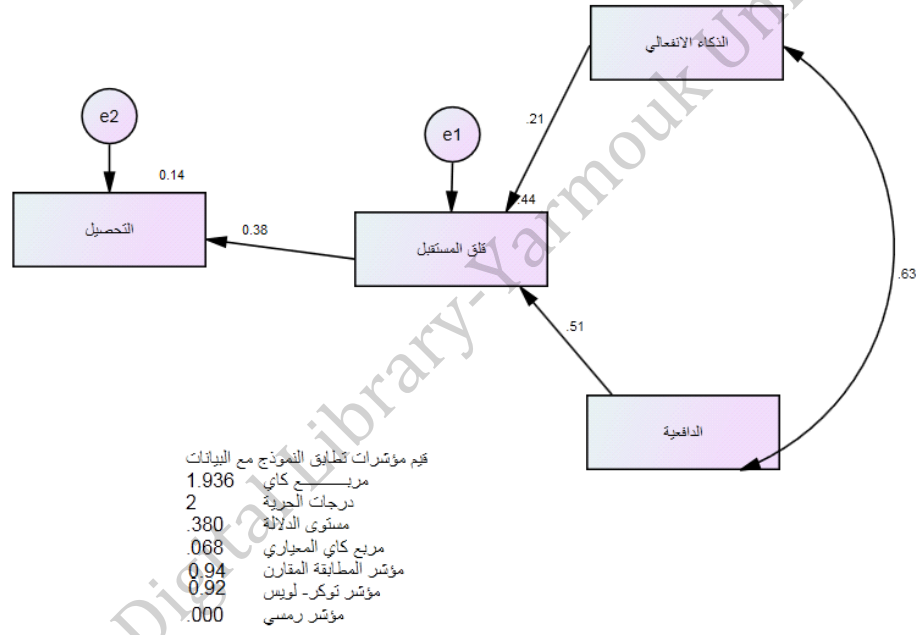 الذكاء الانفعالي
e2
e1
.21
0.14
.44
التحصيل
0.38
قلق المستقبل
.63
.51
الدافعية
قيم مؤشرات تطابق النموذج مع البيانات
مربـــــــــع كاي 1.936
درجات الحرية 2
مستوى الدلالة .380
مربع كاي المعياري .068
مؤشر المطابقة المقارن 0.94
مؤشر توكر- لويس 0.92
مؤشر رمسي .000
Digital Library-Yarmouk Un